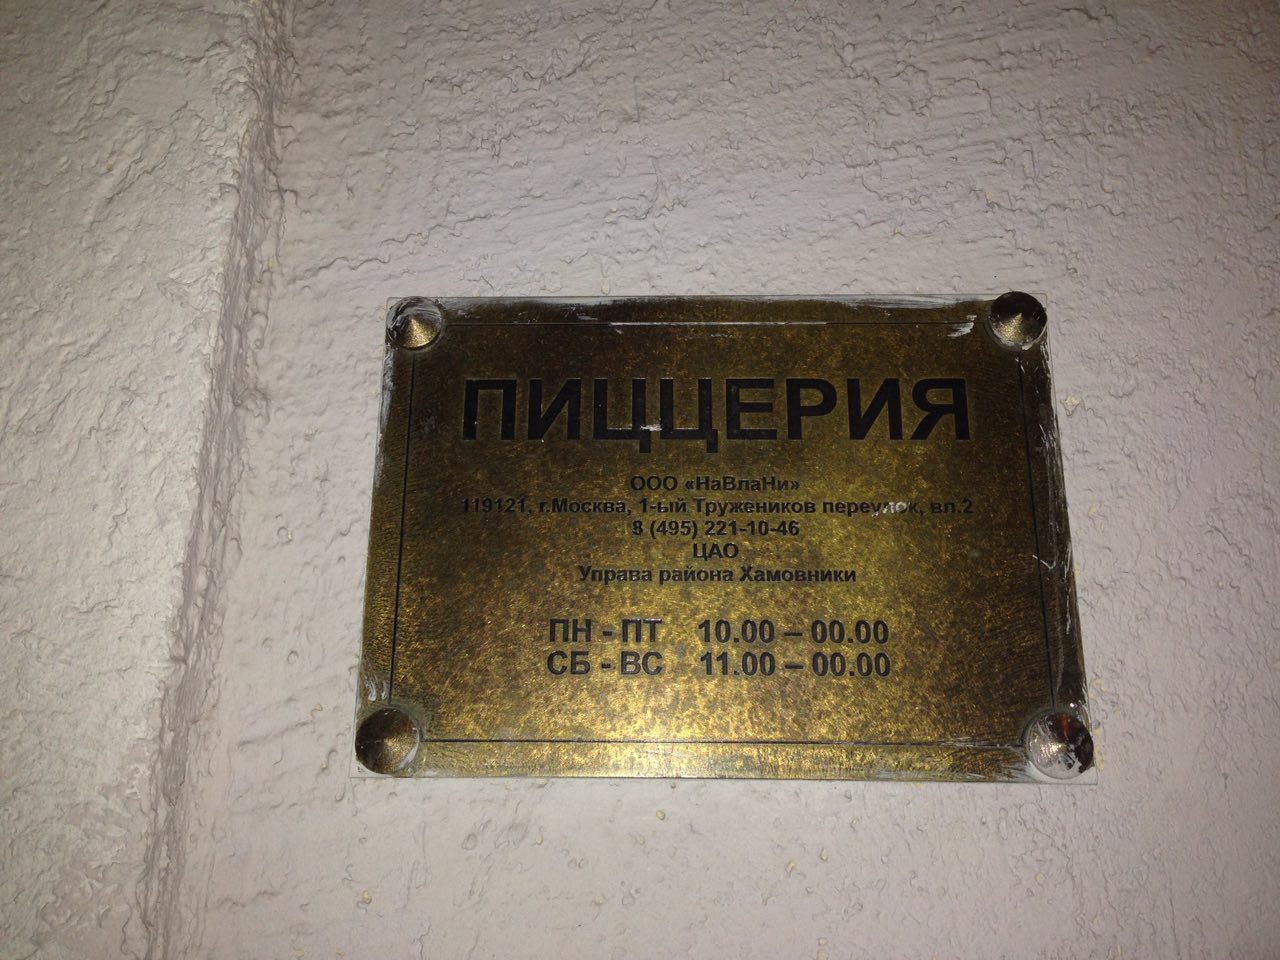 ПИЦЦЕРИЯ
ООО «НаВлаНи»
119121, г.Москва, 1-ый Тружеников переулок, вл.2
8 (495) 221-10-46
ЦАО
Управа района Хамовники
ПН - ПТ 10.00 – 00.00
СБ - ВС 11.00 – 00.00